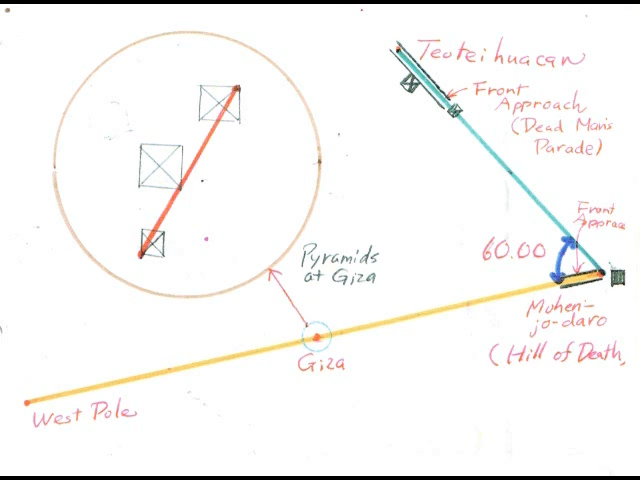 Teoteihuacan
Front
Approach
(Dead Man's
Parade)
Front
Approac
60.00
Pyramids
at Giza
Mohen-
jo-daro
(Hill of Death,
Giza
West Pole